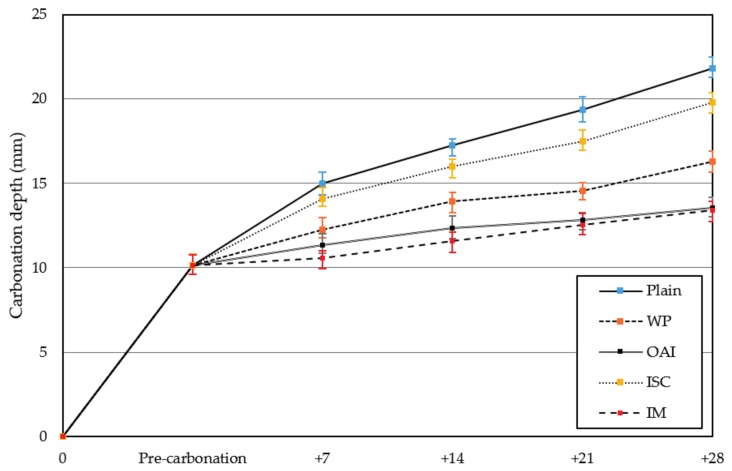 25
20
15
10
5
0
Carbonation depth (mm)
Plain
WP
OAI
ISC
IM
0 Pre-carbonation +7 +14 +21 +28